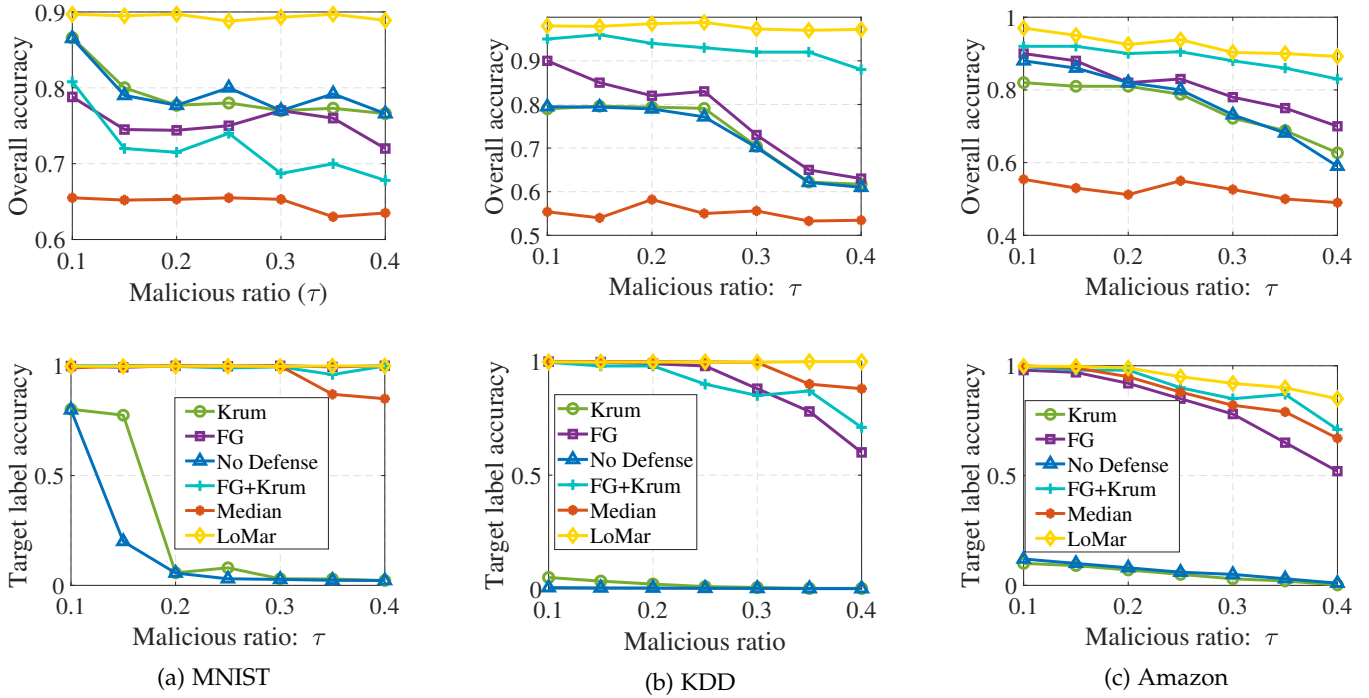 Overall accuracy
0.9
0.8
0.7
0.6
0.1 0.2 0.3 0.4
Malicious ratio (τ)
Overall accuracy
0.9
0.8
0.7
0.6
0.5
0.1 0.2 0.3 0.4
Malicious ratio: τ
Overall accuracy
1
0.8
0.6
0.4
0.1 0.2 0.3 0.4
Malicious ratio: τ
Target label accuracy
1
0.5
0
Krum
FG
No Defense
FG+Krum
Median
LoMar
0.1 0.2 0.3 0.4
Malicious ratio: τ
(a) MNIST
Target label accuracy
1
0.5
0
Krum
FG
No Defense
FG+Krum
Median
LoMar
0.1 0.2 0.3 0.4
Malicious ratio
(b) KDD
Target label accuracy
1
0.5
0
Krum
FG
No Defense
FG+Krum
Median
LoMar
0.1 0.2 0.3 0.4
Malicious ratio: τ
(c) Amazon